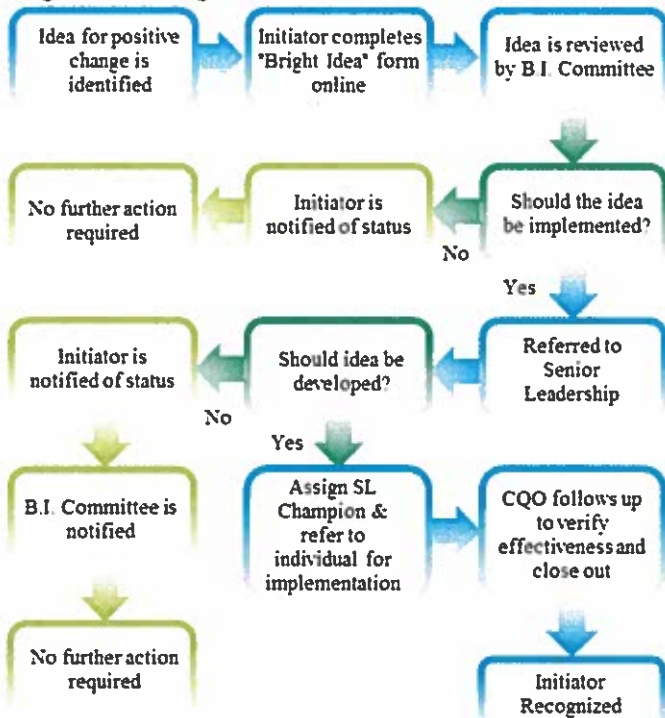 Idea for positive
change is
identified
Initiator completes
"Bright Idea" form
online
Idea is reviewed
by B.I. Committee
No further action
required
Initiator is
notified of status
Should the idea
be implemented?
No
Yes
Initiator is
notified of status
Should idea be
developed?
Referred to
Senior
Leadership
No
Yes
B.I. Committee is
notified
Assign SL
Champion &
refer to
individual for
implementation
CQO follows up
to verify
effectiveness and
close out
No further action
required
Initiator
Recognized